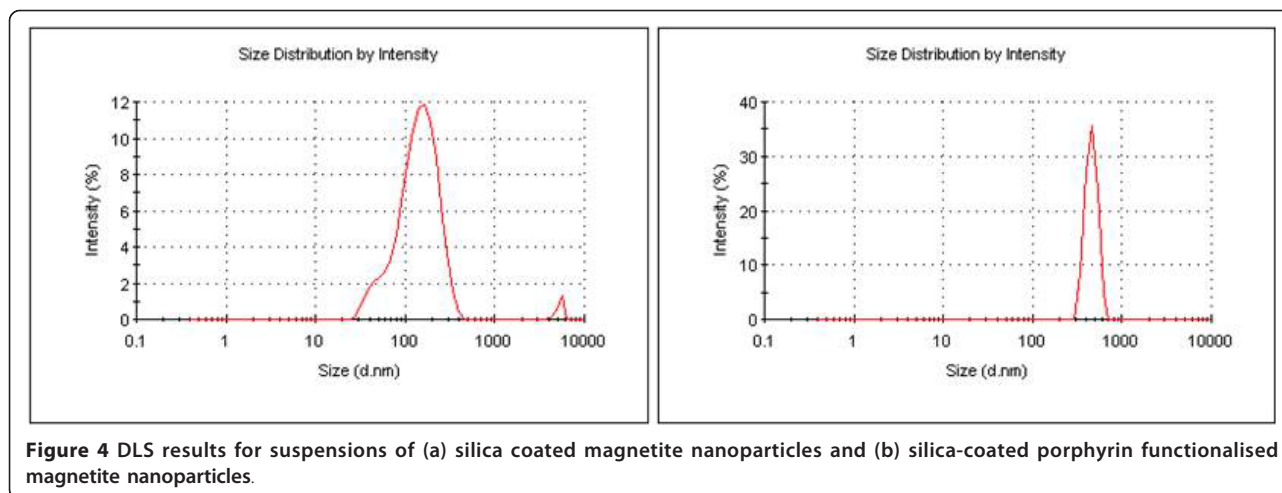 Size Distribution by Intensity
12
10
8
6
4
2
0
Intensity (%)
0.1 1 10 100 1000 10000
Size (d.nm)
Size Distribution by Intensity
40
30
20
10
0
Intensity (%)
0.1 1 10 100 1000 10000
Size (d.nm)
Figure 4 DLS results for suspensions of (a) silica coated magnetite nanoparticles and (b) silica-coated porphyrin functionalised
magnetite nanoparticles.